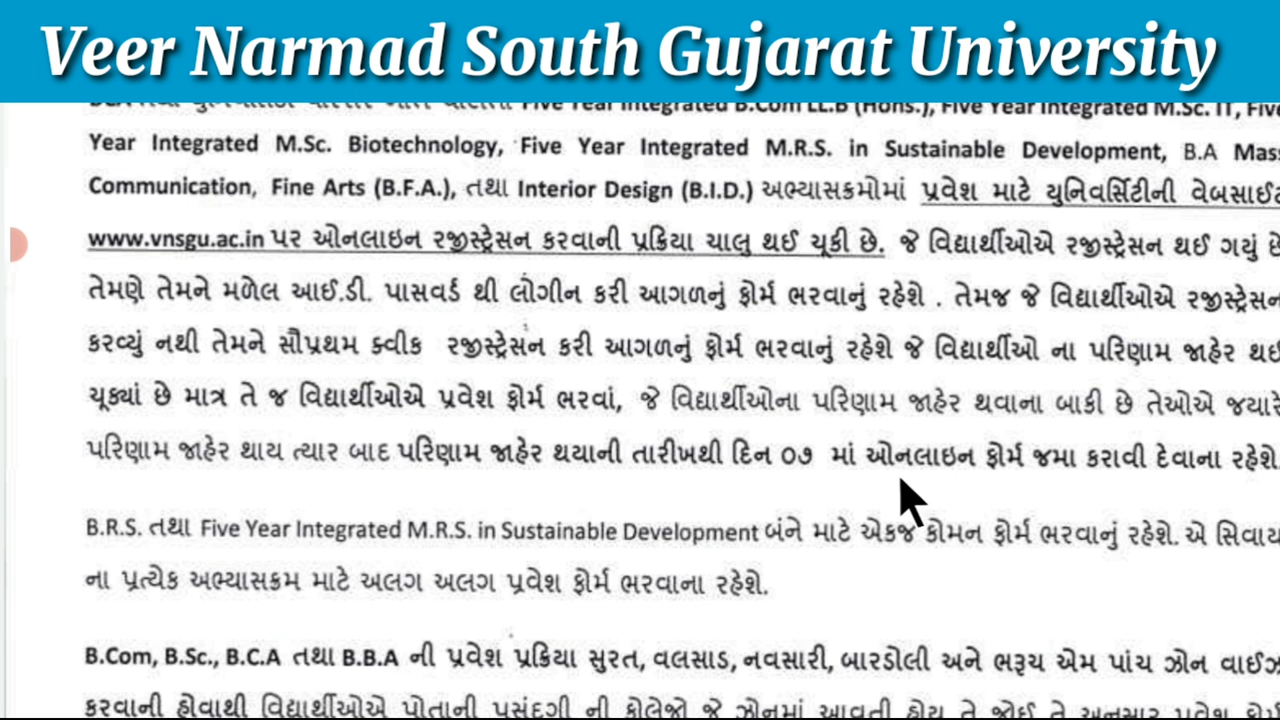 Veer Narmad South Gujarat University
Five Year Integrated B.Com LL.B (Hons.), Five Year Integrated M.Sc. IT, Five
Year Integrated M.Sc. Biotechnology, Five Year Integrated M.R.S. in Sustainable Development, B.A Mass
Communication, Fine Arts (B.F.A.), તથા Interior Design (B.I.D.) અભ્યાસક્રમોમાં પ્રવેશ માટે યુનિવર્સિટીની વેબસાઈટ
www.vnsgu.ac.in પર ઓનલાઇન રજીસ્ટ્રેસન કરવાની પ્રક્રિયા ચાલુ થઈ ચૂકી છે. જે વિદ્યાર્થીઓએ રજીસ્ટ્રેસન થઈ ગયું છે
તેમણે તેમને મળેલ આઈ.ડી. પાસવર્ડ થી લોગીન કરી આગળનું ફોર્મ ભરવાનું રહેશે . તેમજ જે વિદ્યાર્થીઓએ રજીસ્ટ્રેસન
કરવ્યું નથી તેમને સૌપ્રથમ ક્વીક રજીસ્ટ્રેસન કરી આગળનું ફોર્મ ભરવાનું રહેશે જે વિદ્યાર્થીઓ ના પરિણામ જાહેર થઈ
ચૂક્યાં છે માત્ર તે જ વિદ્યાર્થીઓએ પ્રવેશ ફોર્મ ભરવાં, જે વિદ્યાર્થીઓના પરિણામ જાહેર થવાના બાકી છે તેઓએ જયારે
પરિણામ જાહેર થાય ત્યાર બાદ પરિણામ જાહેર થયાની તારીખથી દિન ૦૭ માં ઓનલાઇન ફોર્મ જમા કરાવી દેવાના રહેશે.
B.R.S. તથા Five Year Integrated M.R.S. in Sustainable Development બંને માટે એકજ કોમન ફોર્મ ભરવાનું રહેશે. એ સિવાય
ના પ્રત્યેક અભ્યાસક્રમ માટે અલગ અલગ પ્રવેશ ફોર્મ ભરવાના રહેશે.
B.Com, B.Sc., B.C.A તથા B.B.A ની પ્રવેશ પ્રક્રિયા સુરત, વલસાડ, નવસારી, બારડોલી અને ભરૂચ એમ પાંચ ઝોન વાઈઝ
કરવાની હોવાથી વિદ્યાર્થીઓએ પોતાની પસંદગી ની કોલેજો જે ઝોનમાં આવતી હોય તે જોઈ તે અનુસાર પ્રવેશ ફોર્મ